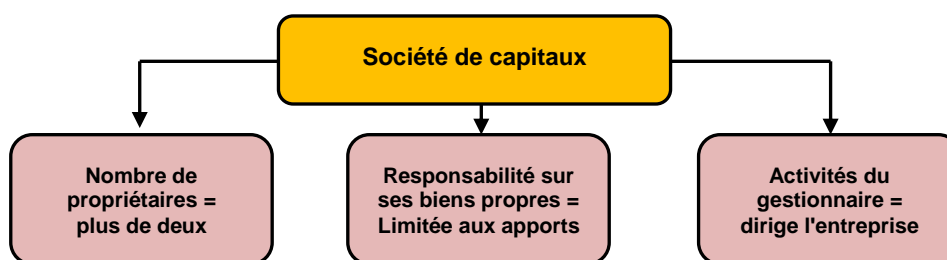 Société de capitaux
Nombre de
propriétaires =
plus de deux
Responsabilité sur
ses biens propres =
Limitée aux apports
Activités du
gestionnaire =
dirige l'entreprise